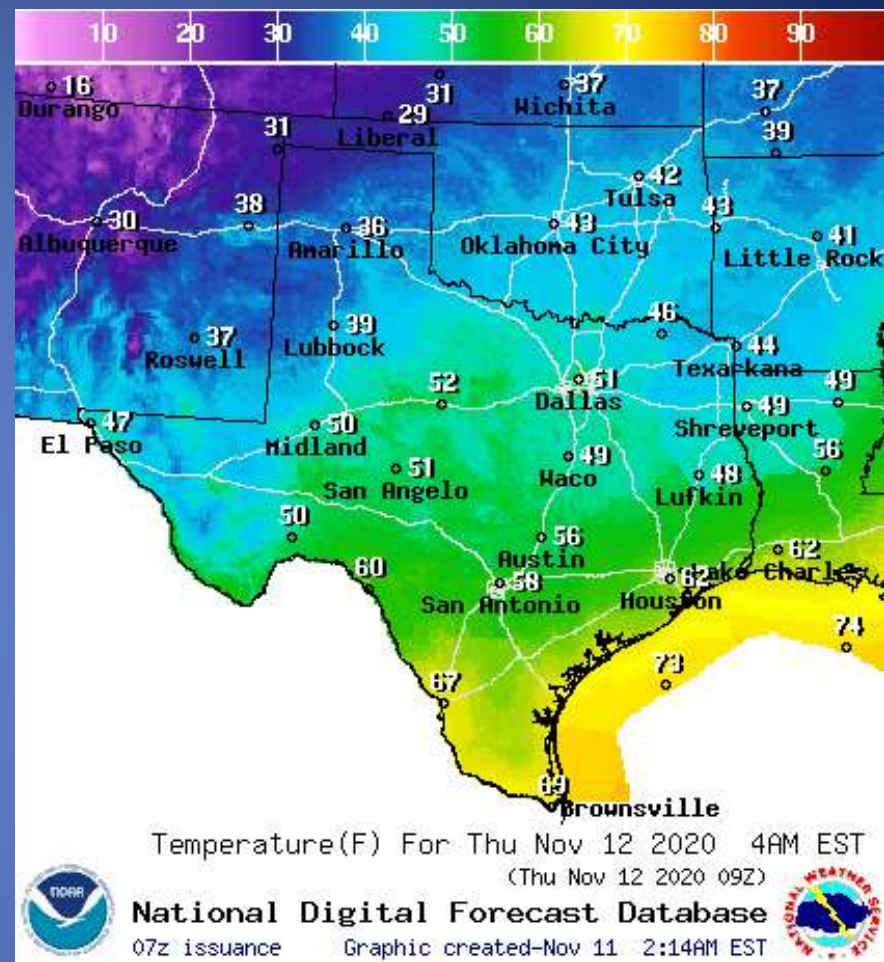 10 20 30 40 50 60 70 80 90
16 Durango
31
29 Liberal
37 Wichita
37
39
31
42 Tulsa
30 Albuquerque
38
36 Amarillo
43 Oklahoma City
43
41 Little Rock
37 Roswell
39 Lubbock
46
44 Texarkana
52
51 Dallas
49 Shreveport
49
47 El Paso
50 Midland
51 San Angelo
49 Waco
48 Lufkin
56
50
60
56 Austin
58 San Antonio
62 Houston
62 Lake Charles
74
73
67
69 Brownsville
Temperature(F) For Thu Nov 12 2020 4AM EST
(Thu Nov 12 2020 09Z)
National Digital Forecast Database
07z issuance Graphic created-Nov 11 2:14AM EST
NOAA
NATIONAL WEATHER SERVICE